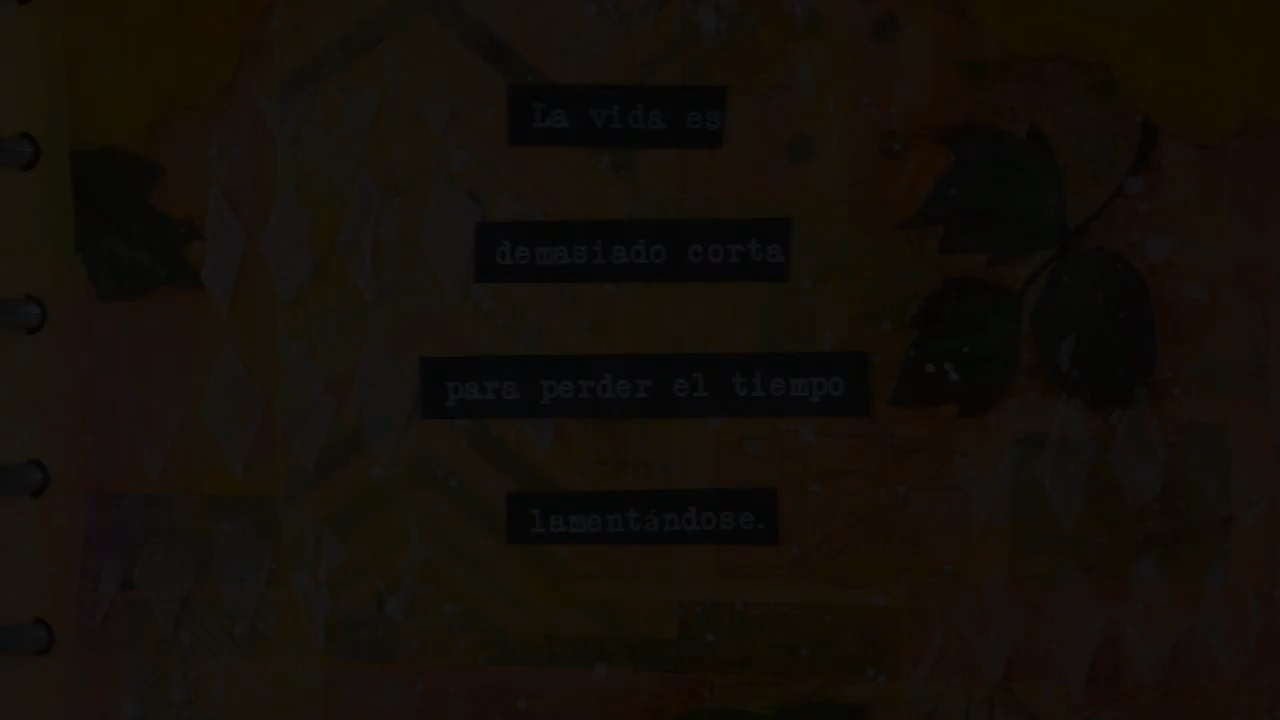 La vida es
demasiado corta
para perder el tiempo
lamentándose.